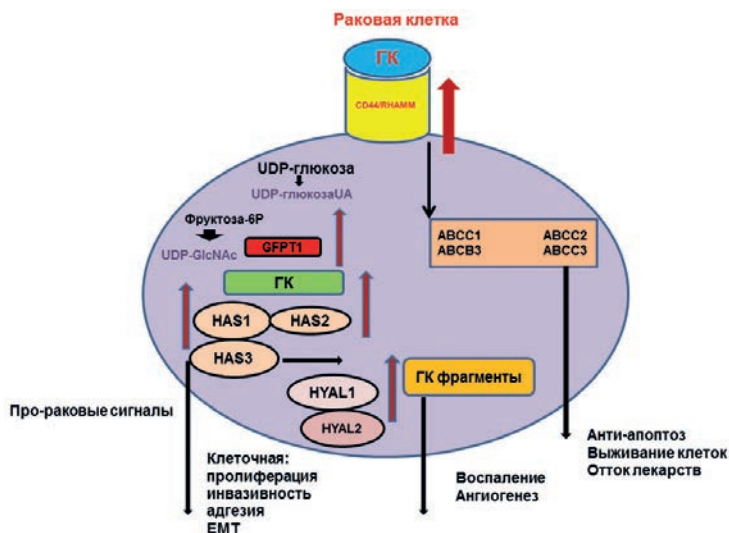 Раковая клетка
ГК
CD44/RHAMM
UDP-глюкоза
UDP-глюкозаUA
Фруктоза-6P
UDP-GlcNAc
GFPT1
ГК
ABCC1 ABCC2
ABCB3 ABCC3
HAS1 HAS2
HAS3
HYAL1
HYAL2
ГК фрагменты
Про-раковые сигналы
Клеточная:
пролиферация
инвазивность
адгезия
ЕМТ
Воспаление
Ангиогенез
Анти-апоптоз
Выживание клеток
Отток лекарств